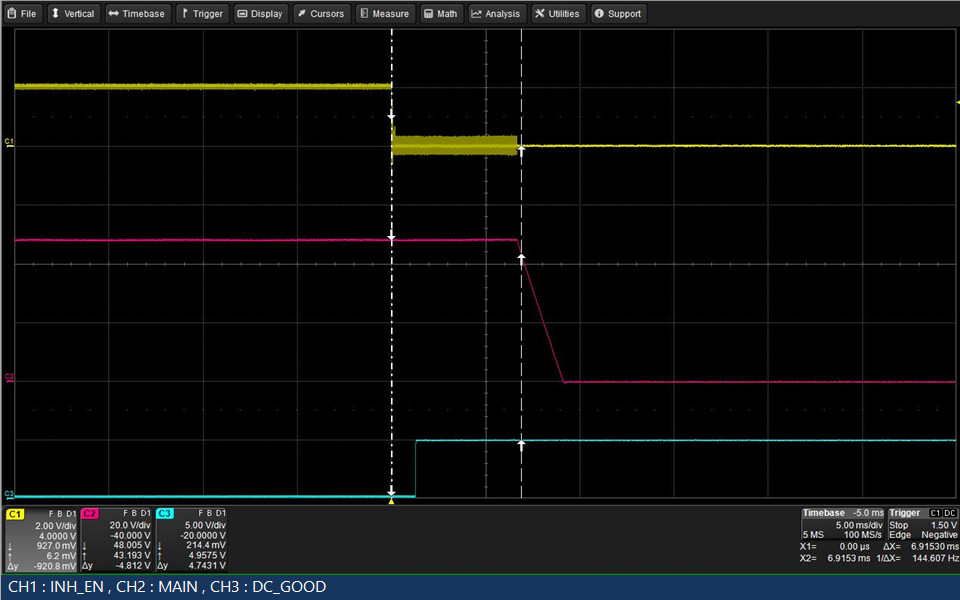 File Vertical Timebase Trigger Display Cursors Measure Math Analysis Utilities Support
C1
C2
C3
C1 F B D1
2.00 V/div
4.0000 V
↓ 927.0 mV
↑ 6.2 mV
Δy -920.8 mV
C2 F B D1
20.0 V/div
-40.000 V
↓ 48.005 V
↑ 43.193 V
Δy -4.812 V
C3 F B D1
5.00 V/div
-20.0000 V
↓ 214.4 mV
↑ 4.9575 V
Δy 4.7431 V
Timebase -5.0 ms
5.00 ms/div
5 MS 100 MS/s
Trigger C1 DC
Stop 1.50 V
Edge Negative
X1= 0.00 µs ΔX= 6.91530 ms
X2= 6.9153 ms 1/ΔX= 144.607 Hz
CH1 : INH_EN , CH2 : MAIN , CH3 : DC_GOOD